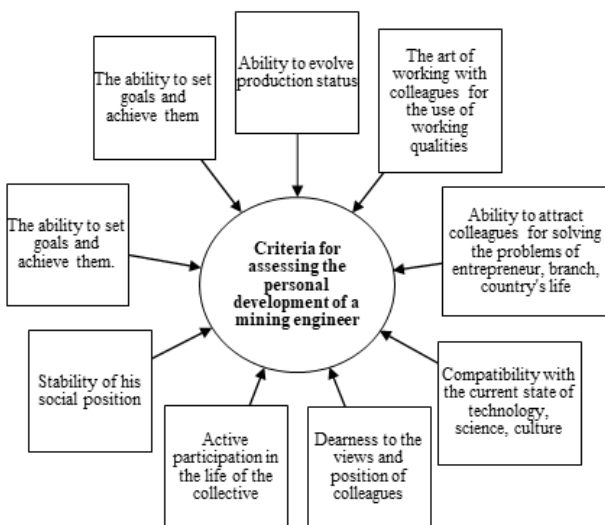 Ability to evolve
production status
The art of
working with
colleagues for
the use of
working
qualities
The ability to set
goals and
achieve them
Ability to attract
colleagues for solving
the problems of
entrepreneur, branch,
country's life
The ability to set
goals and
achieve them.
Criteria for
assessing the
personal
development of a
mining engineer
Stability of his
social position
Compatibility with
the current state of
technology,
science, culture
Active
participation in
the life of the
collective
Dearness to the
views and
position of
colleagues